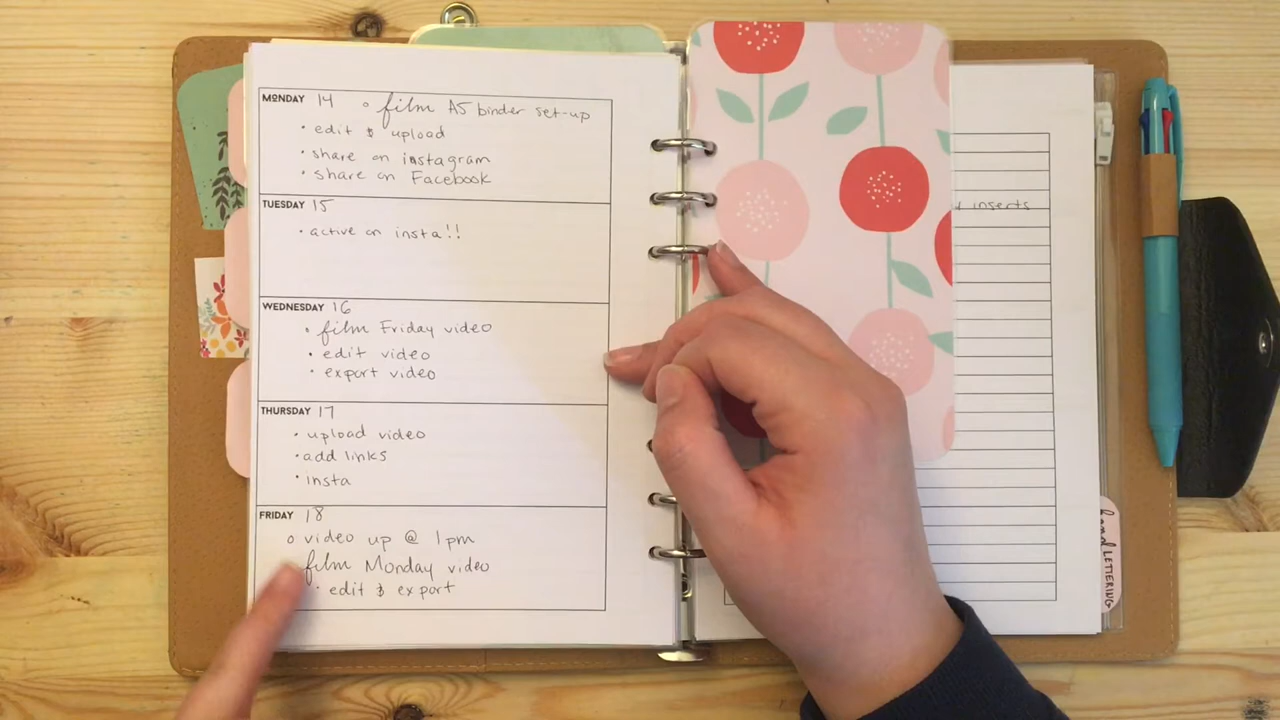 MONDAY 14 o film A5 binder set-up
• edit & upload
• share on instagram
• share on Facebook
TUESDAY 15
• active on insta!!
WEDNESDAY 16
• film Friday video
• edit video
• export video
THURSDAY 17
• upload video
• add links
• insta
FRIDAY 18
o video up @ 1pm
film Monday video
• edit & export
inserts
hand LETTERING